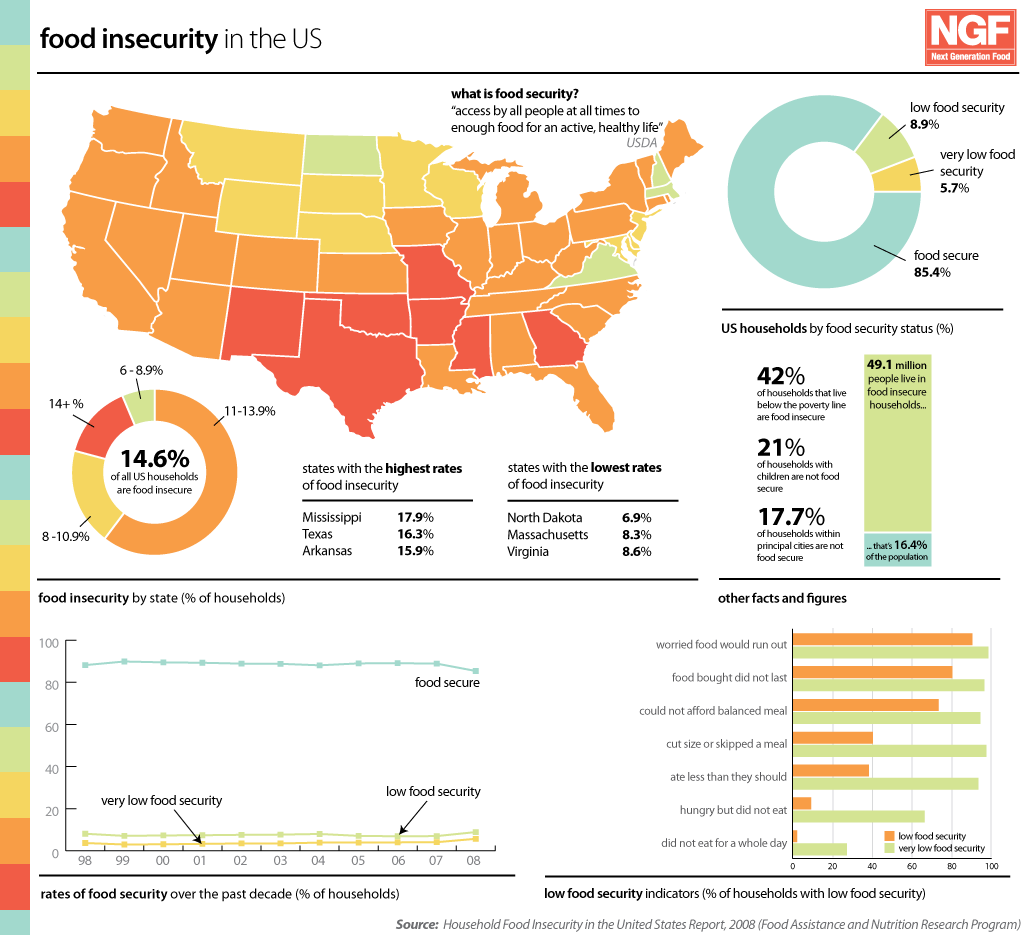 food insecurity in the US
NGF
Next Generation Food
what is food security?
“access by all people at all times to
enough food for an active, healthy life”
USDA
low food security
8.9%
very low food
security
5.7%
food secure
85.4%
US households by food security status (%)
6 - 8.9%
14+ %
11-13.9%
8 -10.9%
14.6%
of all US households
are food insecure
states with the highest rates
of food insecurity
Mississippi 17.9%
Texas 16.3%
Arkansas 15.9%
states with the lowest rates
of food insecurity
North Dakota 6.9%
Massachusetts 8.3%
Virginia 8.6%
food insecurity by state (% of households)
42%
of households that live
below the poverty line
are food insecure
21%
of households with
children are not food
secure
17.7%
of households within
principal cities are not
food secure
49.1 million
people live in
food insecure
households...
... that’s 16.4%
of the population
other facts and figures
100
80
60
40
20
0
food secure
very low food security
low food security
98 99 00 01 02 03 04 05 06 07 08
rates of food security over the past decade (% of households)
worried food would run out
food bought did not last
could not afford balanced meal
cut size or skipped a meal
ate less than they should
hungry but did not eat
did not eat for a whole day
low food security
very low food security
0 20 40 60 80 100
low food security indicators (% of households with low food security)
Source: Household Food Insecurity in the United States Report, 2008 (Food Assistance and Nutrition Research Program)